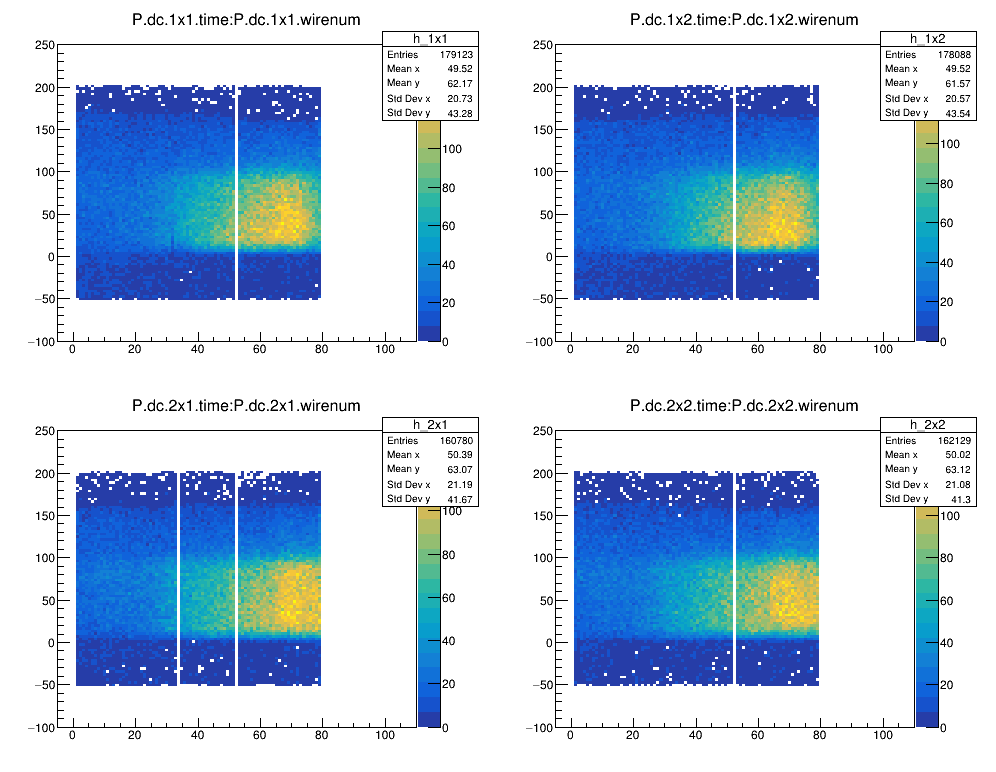 P.dc.1x1.time:P.dc.1x1.wirenum
h_1x1
Entries 179123
Mean x 49.52
Mean y 62.17
Std Dev x 20.73
Std Dev y 43.28
250
200
150
100
50
0
−50
−100
0 20 40 60 80 100
100
80
60
40
20
0
P.dc.1x2.time:P.dc.1x2.wirenum
h_1x2
Entries 178088
Mean x 49.52
Mean y 61.57
Std Dev x 20.57
Std Dev y 43.54
250
200
150
100
50
0
−50
−100
0 20 40 60 80 100
100
80
60
40
20
0
P.dc.2x1.time:P.dc.2x1.wirenum
h_2x1
Entries 160780
Mean x 50.39
Mean y 63.07
Std Dev x 21.19
Std Dev y 41.67
250
200
150
100
50
0
−50
−100
0 20 40 60 80 100
100
80
60
40
20
0
P.dc.2x2.time:P.dc.2x2.wirenum
h_2x2
Entries 162129
Mean x 50.02
Mean y 63.12
Std Dev x 21.08
Std Dev y 41.3
250
200
150
100
50
0
−50
−100
0 20 40 60 80 100
100
80
60
40
20
0